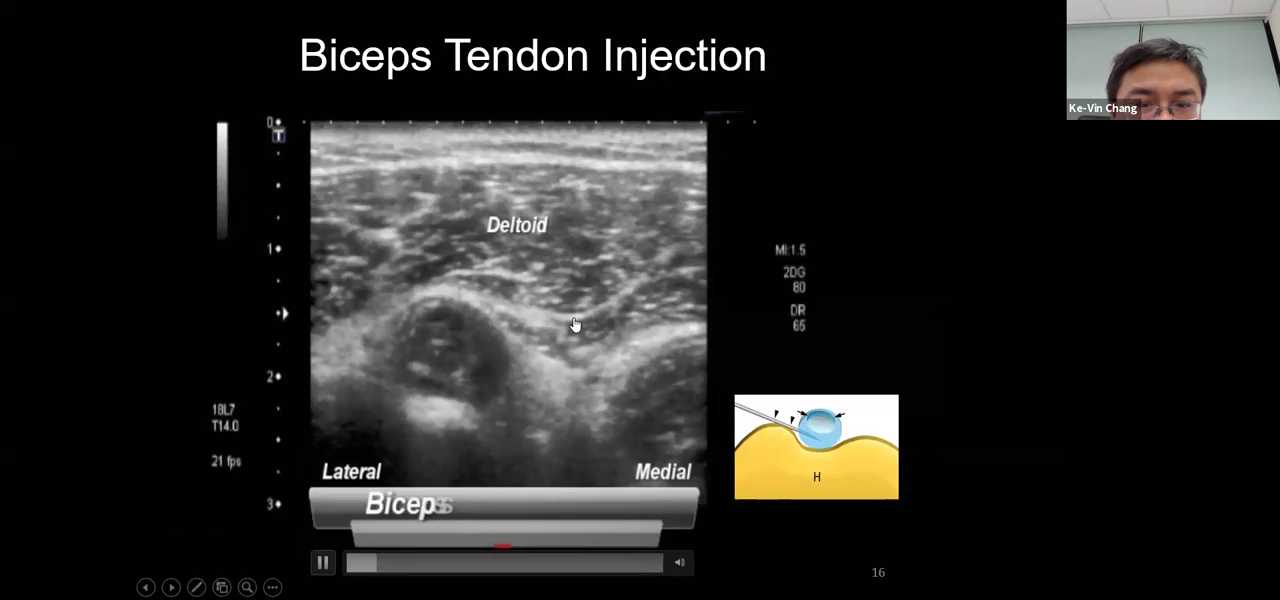 Biceps Tendon Injection
Ke-Vin Chang
0
T
Deltoid
1
MI:1.5
2DG
80
DR
65
2
18L7
T14.0
21 fps
Lateral
Medial
H
3
Bicep
16